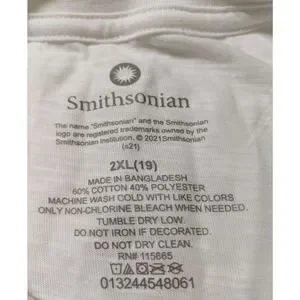 Smithsonian
The name "Smithsonian" and the Smithsonian
logo are registered trademarks owned by the
Smithsonian Institution. © 2021 Smithsonian
(s21)
2XL(19)
MADE IN BANGLADESH
60% COTTON 40% POLYESTER
MACHINE WASH COLD WITH LIKE COLORS
ONLY NON-CHLORINE BLEACH WHEN NEEDED.
TUMBLE DRY LOW.
DO NOT IRON IF DECORATED.
DO NOT DRY CLEAN.
RN# 115665
013244548061